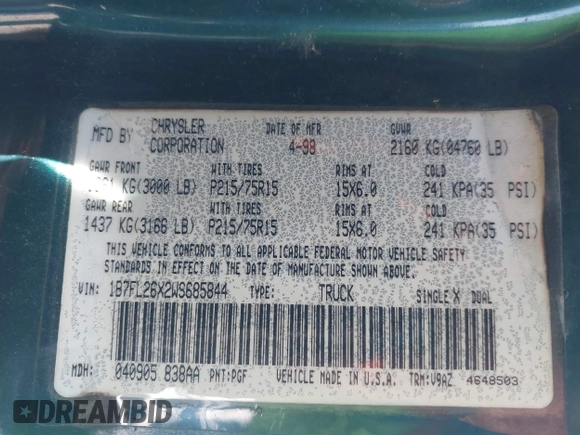 MFD BY CHRYSLER CORPORATION DATE OF MFR 4-98 GVWR 2160 KG(04760 LB)
GAWR FRONT WITH TIRES RIMS AT COLD
KG(3000 LB) P215/75R15 15X6.0 241 KPA(35 PSI)
GAWR REAR WITH TIRES RIMS AT COLD
1437 KG(3166 LB) P215/75R15 15X6.0 241 KPA(35 PSI)
THIS VEHICLE CONFORMS TO ALL APPLICABLE FEDERAL MOTOR VEHICLE SAFETY
STANDARDS IN EFFECT ON THE DATE OF MANUFACTURE SHOWN ABOVE.
VIN: 1B7FL26X2WS685844 TYPE: TRUCK SINGLE X DUAL
MDH: 040905 838AA PNT:PGF VEHICLE MADE IN U.S.A. TRM:V9AZ 4648503
DREAMBID